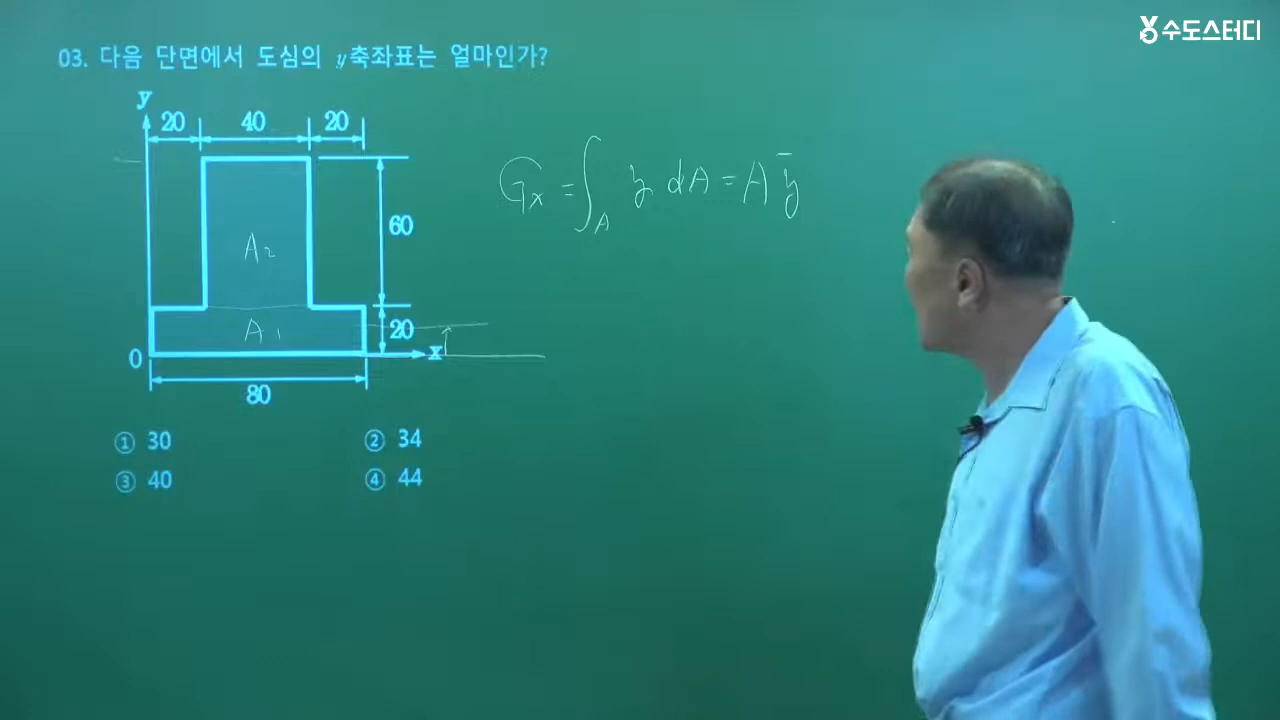 수도스터디
03. 다음 단면에서 도심의 y축좌표는 얼마인가?
y
20 40 20
60
A₂
A₁
20
0
x
80
Gₓ = ∫_A y dA = A ȳ
① 30
② 34
③ 40
④ 44